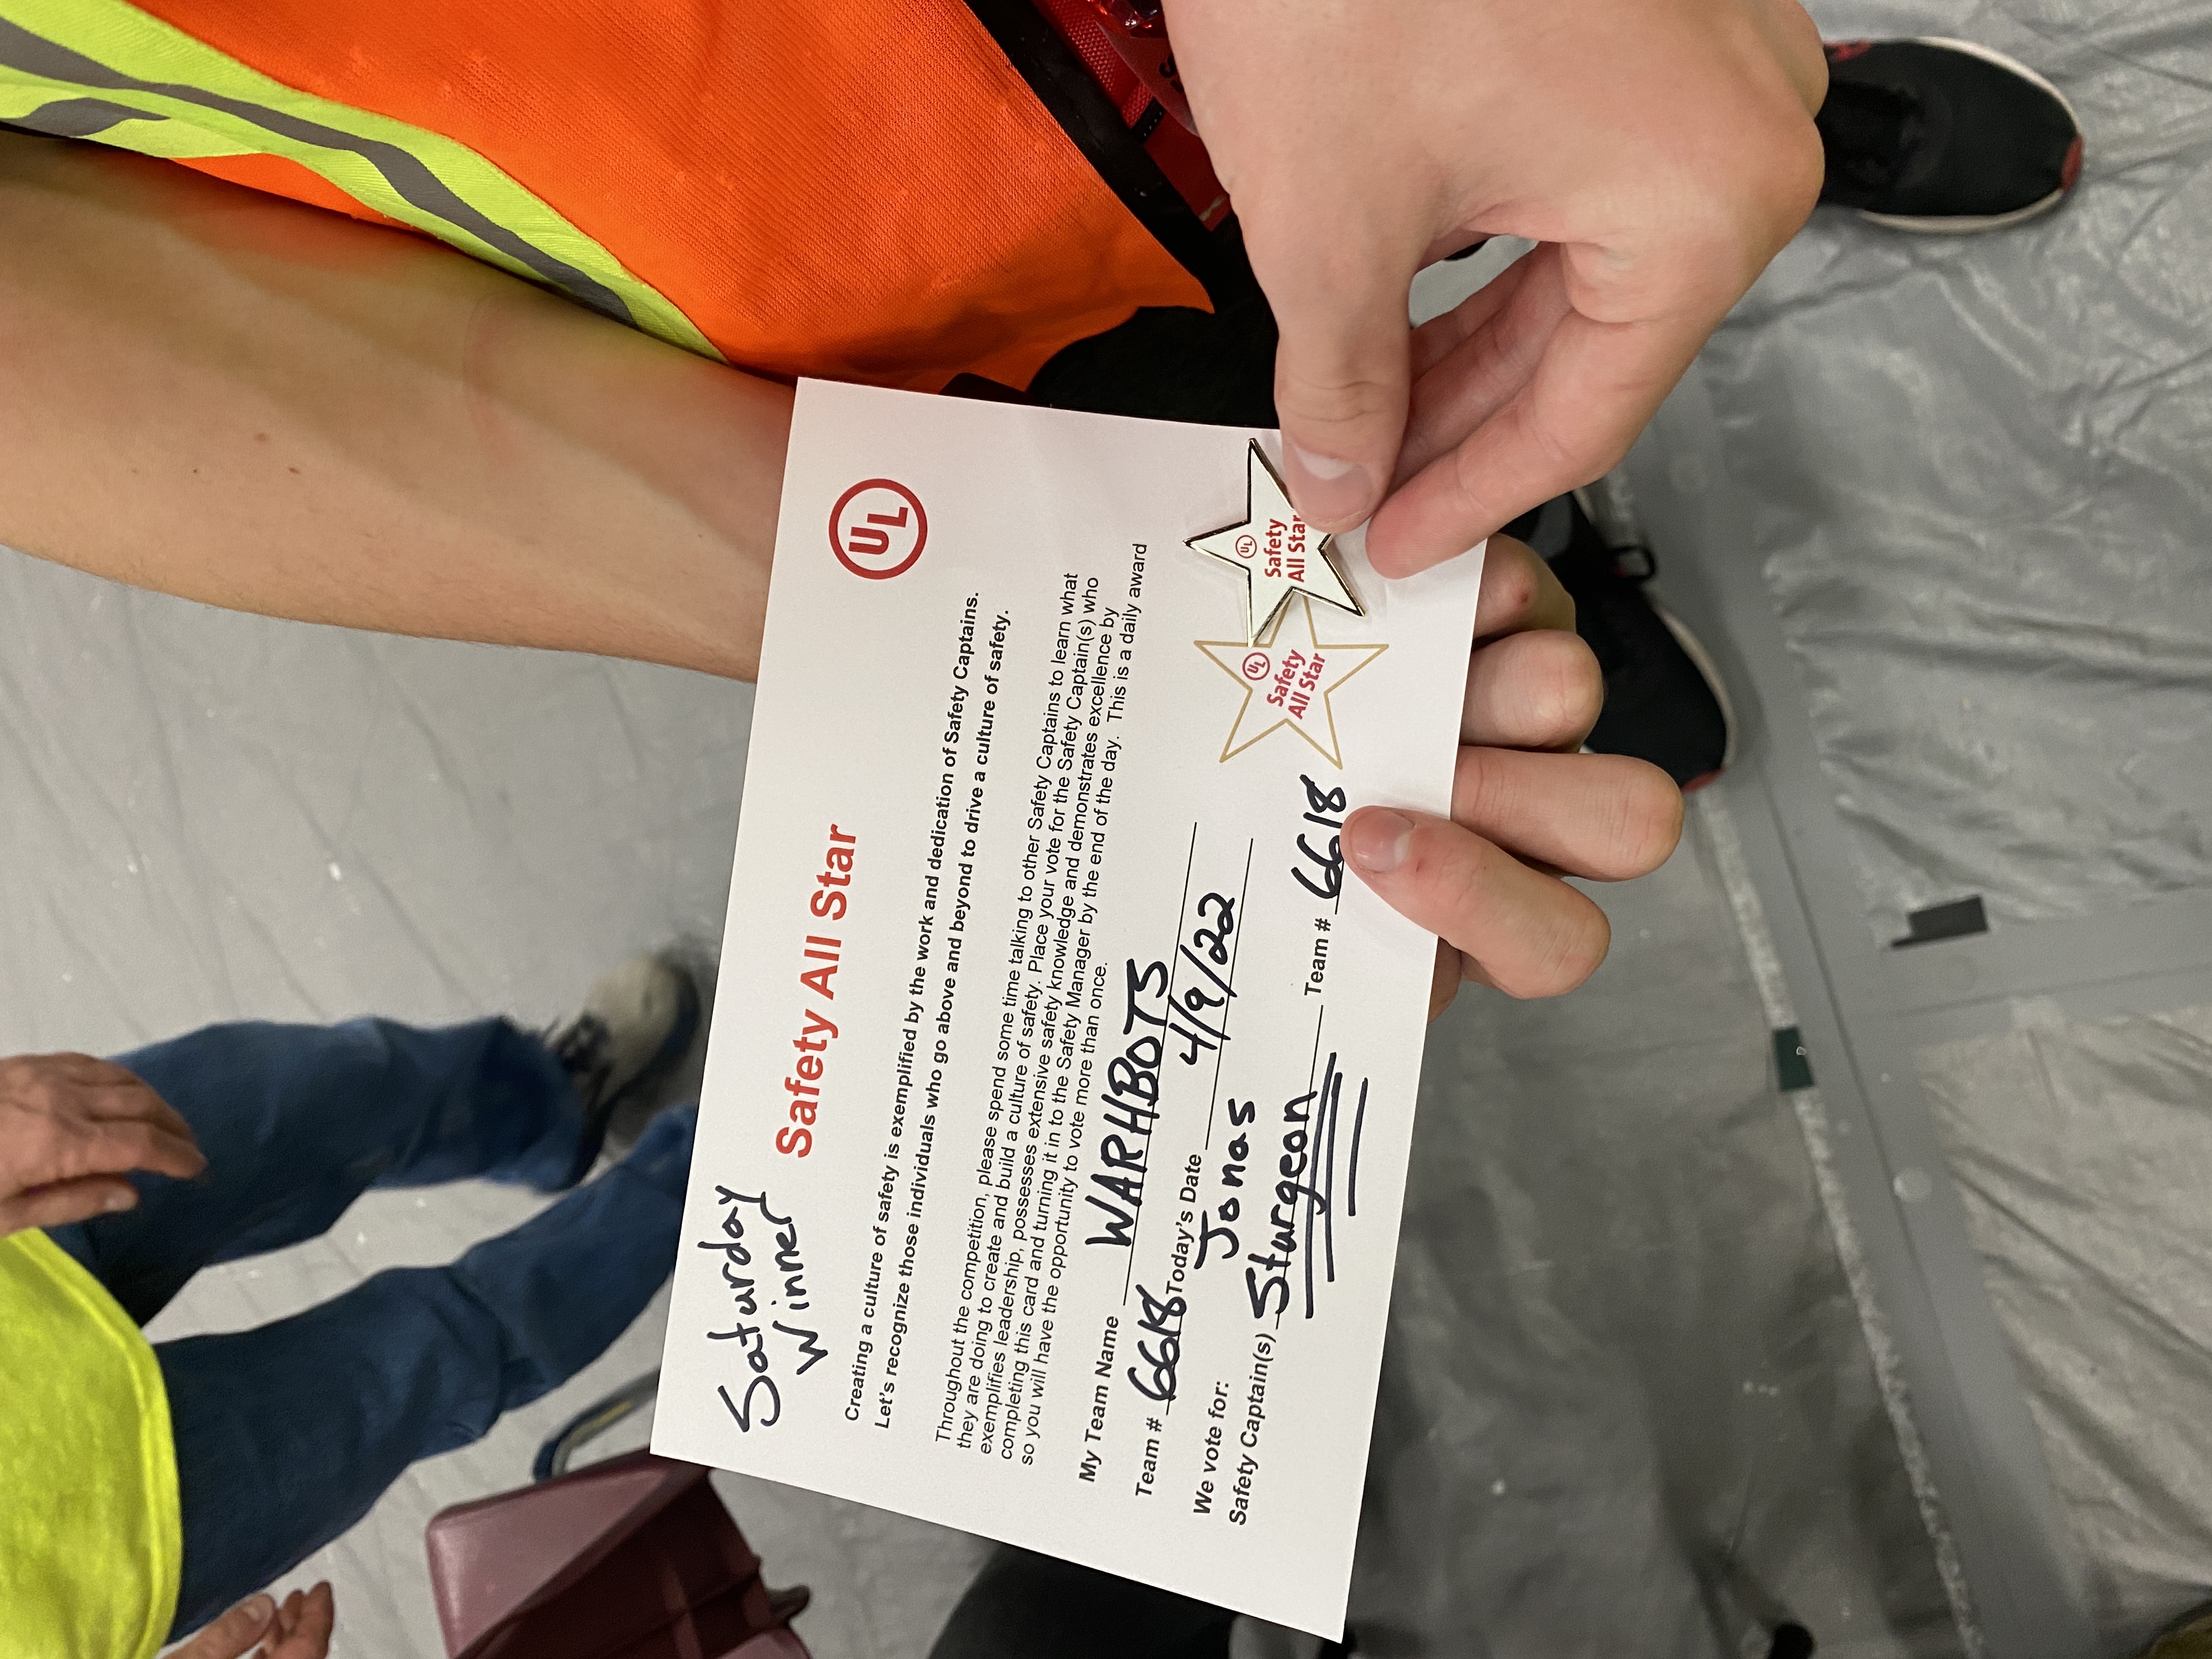 Saturday
Winner
UL
Safety All Star
Creating a culture of safety is exemplified by the work and dedication of Safety Captains.
Let's recognize those individuals who go above and beyond to drive a culture of safety.
Throughout the competition, please spend some time talking to other Safety Captains to learn what
they are doing to create and build a culture of safety. Place your vote for the Safety Captain(s) who
exemplifies leadership, possesses extensive safety knowledge and demonstrates excellence by
completing this card and turning it in to the Safety Manager by the end of the day. This is a daily award
so you will have the opportunity to vote more than once.
My Team Name WARHBOTS
Team # 6618 Today's Date 4/9/22
We vote for: Jonas
Safety Captain(s) Sturgeon Team # 6618
UL
Safety
All Star
UL
Safety
All Star